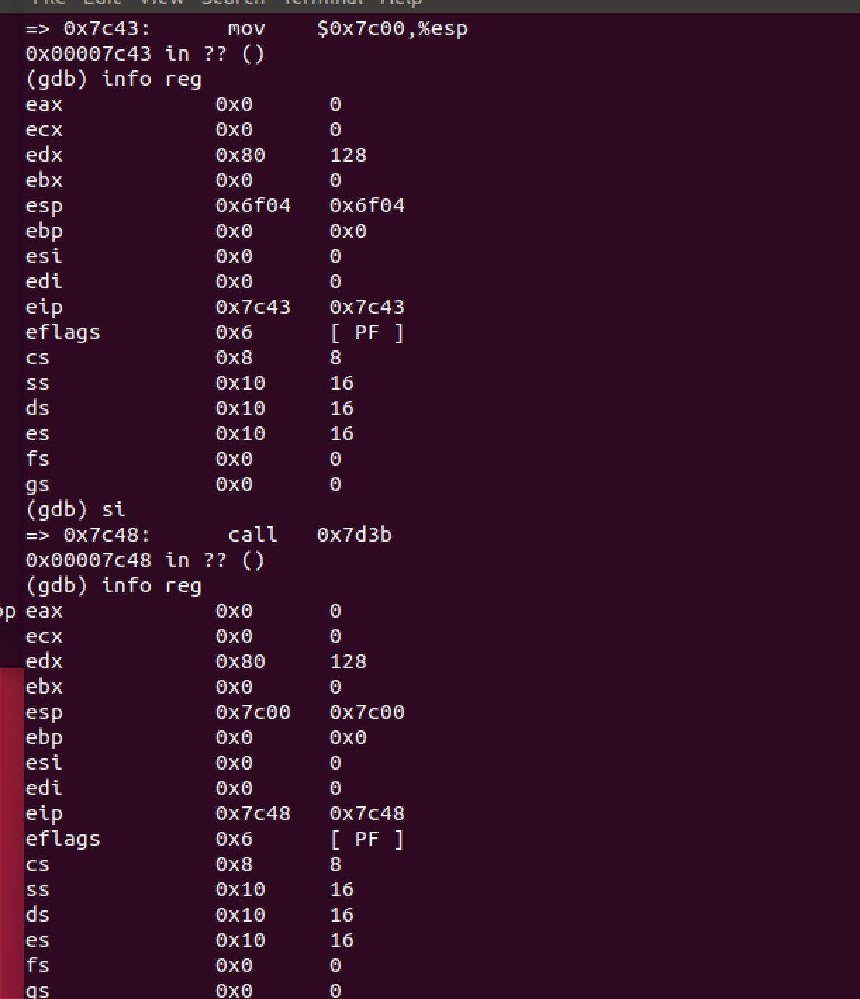 File Edit View Search Terminal Help
=> 0x7c43:      mov    $0x7c00,%esp
0x00007c43 in ?? ()
(gdb) info reg
eax            0x0      0
ecx            0x0      0
edx            0x80     128
ebx            0x0      0
esp            0x6f04   0x6f04
ebp            0x0      0x0
esi            0x0      0
edi            0x0      0
eip            0x7c43   0x7c43
eflags         0x6      [ PF ]
cs             0x8      8
ss             0x10     16
ds             0x10     16
es             0x10     16
fs             0x0      0
gs             0x0      0
(gdb) si
=> 0x7c48:      call   0x7d3b
0x00007c48 in ?? ()
(gdb) info reg
eax            0x0      0
ecx            0x0      0
edx            0x80     128
ebx            0x0      0
esp            0x7c00   0x7c00
ebp            0x0      0x0
esi            0x0      0
edi            0x0      0
eip            0x7c48   0x7c48
eflags         0x6      [ PF ]
cs             0x8      8
ss             0x10     16
ds             0x10     16
es             0x10     16
fs             0x0      0
gs             0x0      0